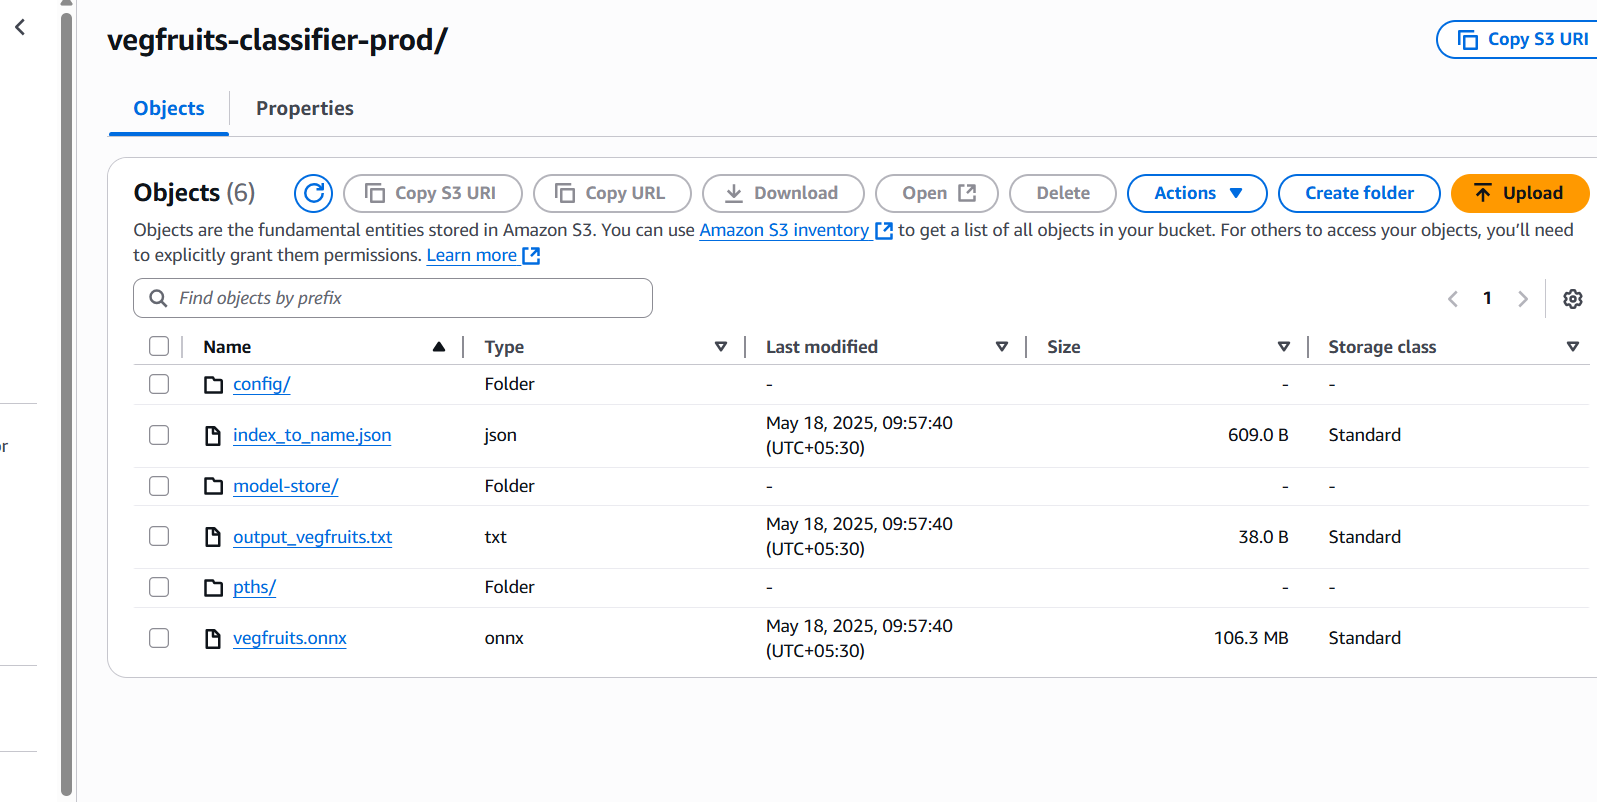 vegfruits-classifier-prod/
Copy S3 URI
Objects
Properties
Objects (6)
Copy S3 URI
Copy URL
Download
Open
Delete
Actions
Create folder
Upload
Objects are the fundamental entities stored in Amazon S3. You can use Amazon S3 inventory to get a list of all objects in your bucket. For others to access your objects, you’ll need
to explicitly grant them permissions. Learn more
Find objects by prefix
1
Name Type Last modified Size Storage class
config/ Folder - - -
index_to_name.json json May 18, 2025, 09:57:40 (UTC+05:30) 609.0 B Standard
model-store/ Folder - - -
output_vegfruits.txt txt May 18, 2025, 09:57:40 (UTC+05:30) 38.0 B Standard
pths/ Folder - - -
vegfruits.onnx onnx May 18, 2025, 09:57:40 (UTC+05:30) 106.3 MB Standard